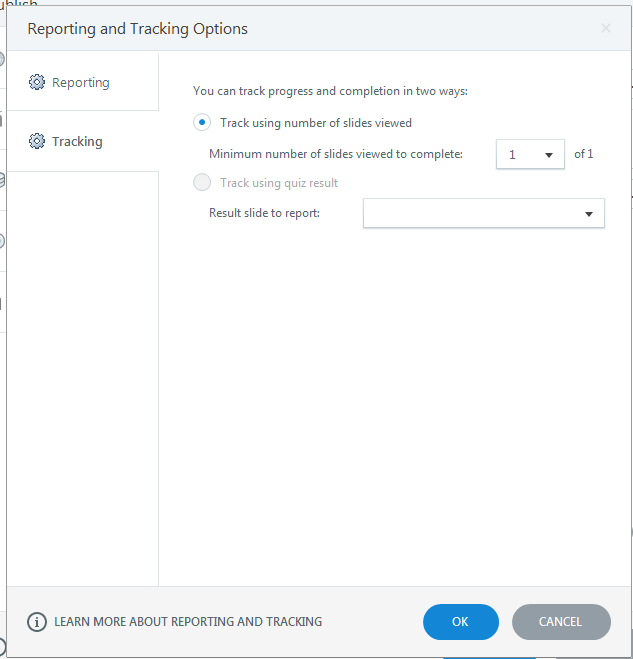 Reporting and Tracking Options
Reporting
Tracking
You can track progress and completion in two ways:
Track using number of slides viewed
Minimum number of slides viewed to complete: 1 of 1
Track using quiz result
Result slide to report:
LEARN MORE ABOUT REPORTING AND TRACKING
OK
CANCEL